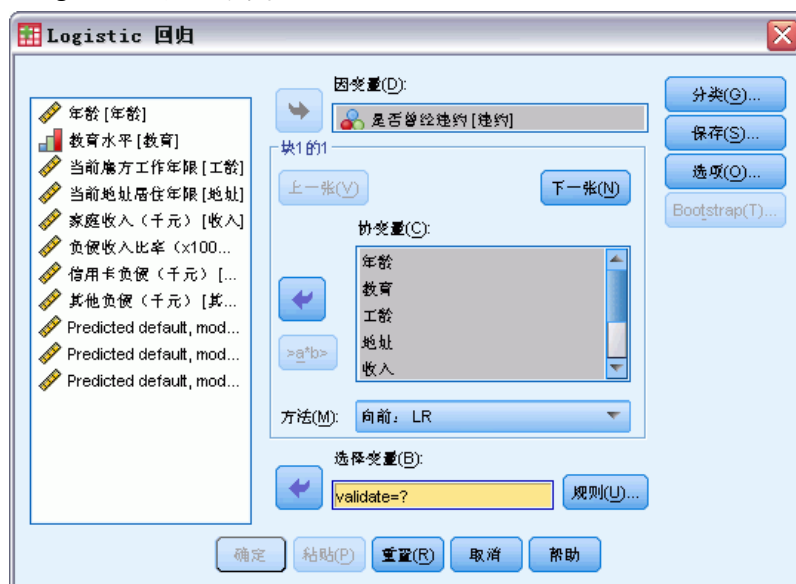 Logistic 回归
年龄 [年龄]
教育水平 [教育]
当前雇方工作年限 [工龄]
当前地址居住年限 [地址]
家庭收入（千元） [收入]
负债收入比率（x100...
信用卡负债（千元） [...
其他负债（千元） [其...
Predicted default, mod...
Predicted default, mod...
Predicted default, mod...
因变量(D):
是否曾经违约 [违约]
块1 的1
上一张(V)
下一张(N)
协变量(C):
年龄
教育
工龄
地址
收入
>a*b>
方法(M):
向前：LR
选择变量(B):
validate=?
规则(U)...
分类(G)...
保存(S)...
选项(O)...
Bootstrap(T)...
确定
粘贴(P)
重置(R)
取消
帮助